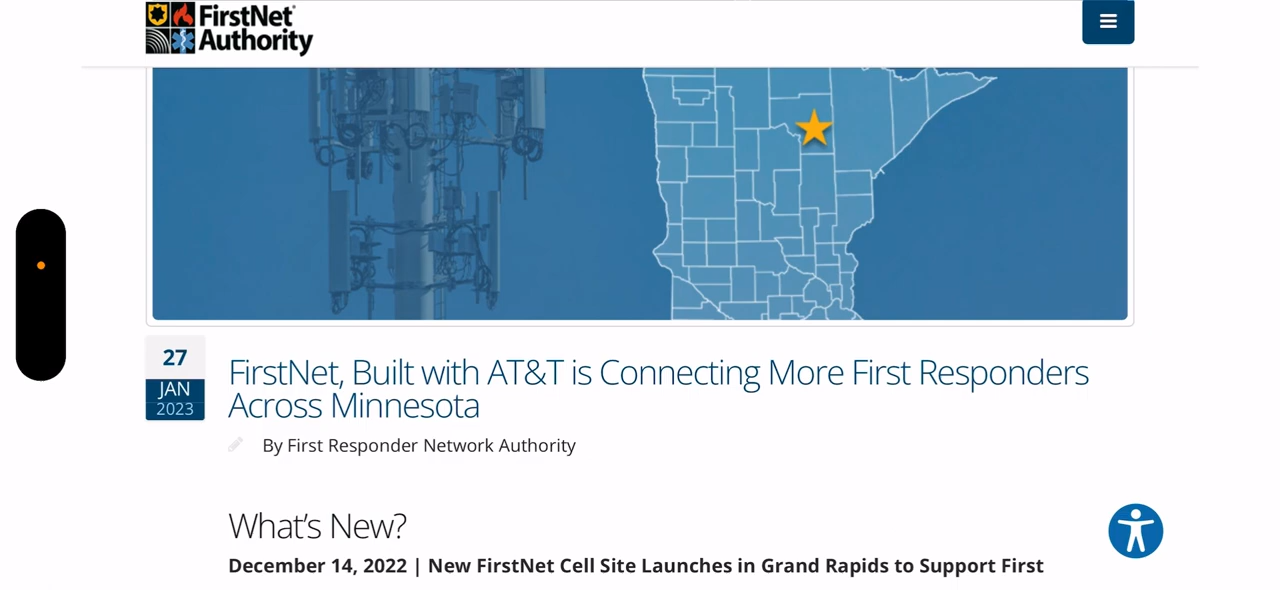 FirstNet
Authority
27
JAN
2023
FirstNet, Built with AT&T is Connecting More First Responders
Across Minnesota
By First Responder Network Authority
What's New?
December 14, 2022 | New FirstNet Cell Site Launches in Grand Rapids to Support First